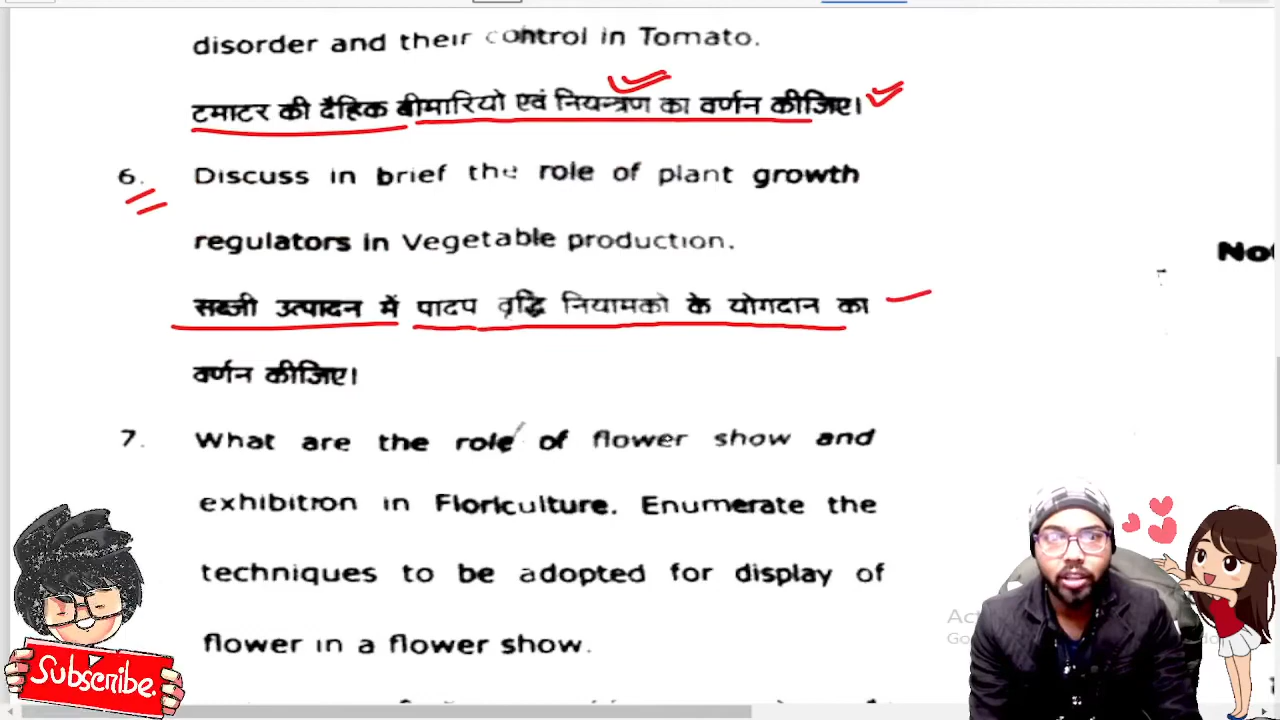 disorder and their control in Tomato.
टमाटर की दैहिक बीमारियो एवं नियन्त्रण का वर्णन कीजिए।
6. Discuss in brief the role of plant growth
regulators in Vegetable production.
सब्जी उत्पादन में पादप वृद्धि नियामको के योगदान का
वर्णन कीजिए।
7. What are the role of flower show and
exhibitron in Floriculture. Enumerate the
techniques to be adopted for display of
flower in a flower show.
Subscribe.